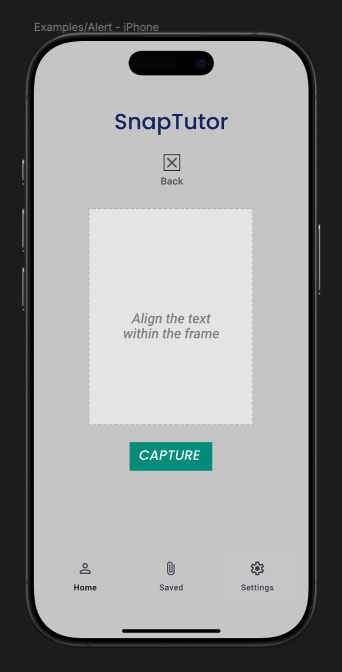 Examples/Alert - iPhone
SnapTutor
Back
Align the text
within the frame
CAPTURE
Home
Saved
Settings